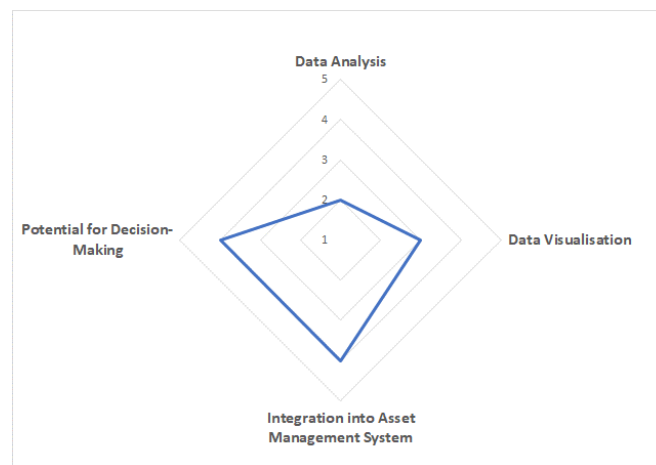 Data Analysis
5
4
3
2
1
Potential for Decision-
Making
Data Visualisation
Integration into Asset
Management System